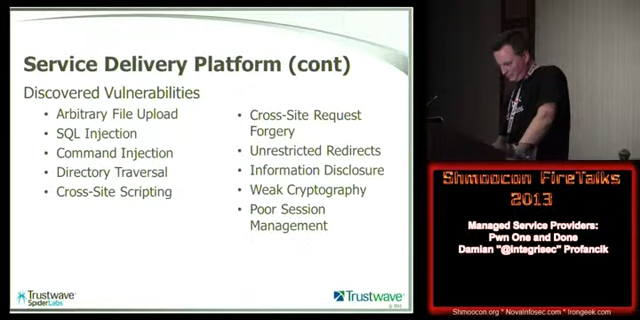 Service Delivery Platform (cont)
Discovered Vulnerabilities
• Arbitrary File Upload
• SQL Injection
• Command Injection
• Directory Traversal
• Cross-Site Scripting
• Cross-Site Request
Forgery
• Unrestricted Redirects
• Information Disclosure
• Weak Cryptography
• Poor Session
Management
Trustwave
SpiderLabs
Trustwave
Shmoocon FireTalks
2013
Managed Service Providers:
Pwn One and Done
Damian "@integrisec" Profancik
Shmoocon.org * NovaInfosec.com * Irongeek.com